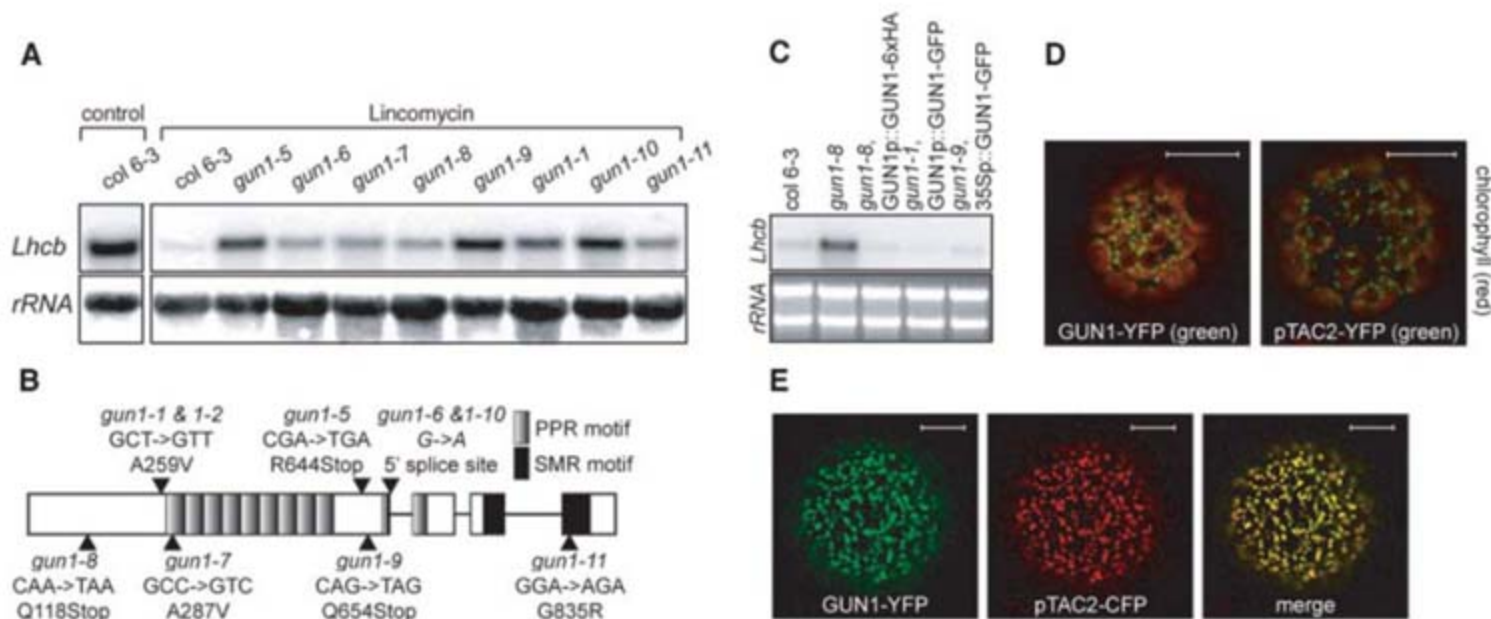 A
control
Lincomycin
col 6-3
col 6-3
gun1-5
gun1-6
gun1-7
gun1-8
gun1-9
gun1-1
gun1-10
gun1-11
Lhcb
rRNA
B
gun1-1 & 1-2
GCT->GTT
A259V
gun1-5
CGA->TGA
R644Stop
gun1-6 &1-10
G->A
5' splice site
PPR motif
SMR motif
gun1-8
CAA->TAA
Q118Stop
gun1-7
GCC->GTC
A287V
gun1-9
CAG->TAG
Q654Stop
gun1-11
GGA->AGA
G835R
C
col 6-3
gun1-8
gun1-8,
GUN1p::GUN1-6xHA
gun1-1,
GUN1p::GUN1-GFP
gun1-9,
35Sp::GUN1-GFP
Lhcb
rRNA
D
GUN1-YFP (green)
pTAC2-YFP (green)
chlorophyll (red)
E
GUN1-YFP
pTAC2-CFP
merge